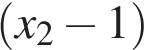 (x₂ − 1)